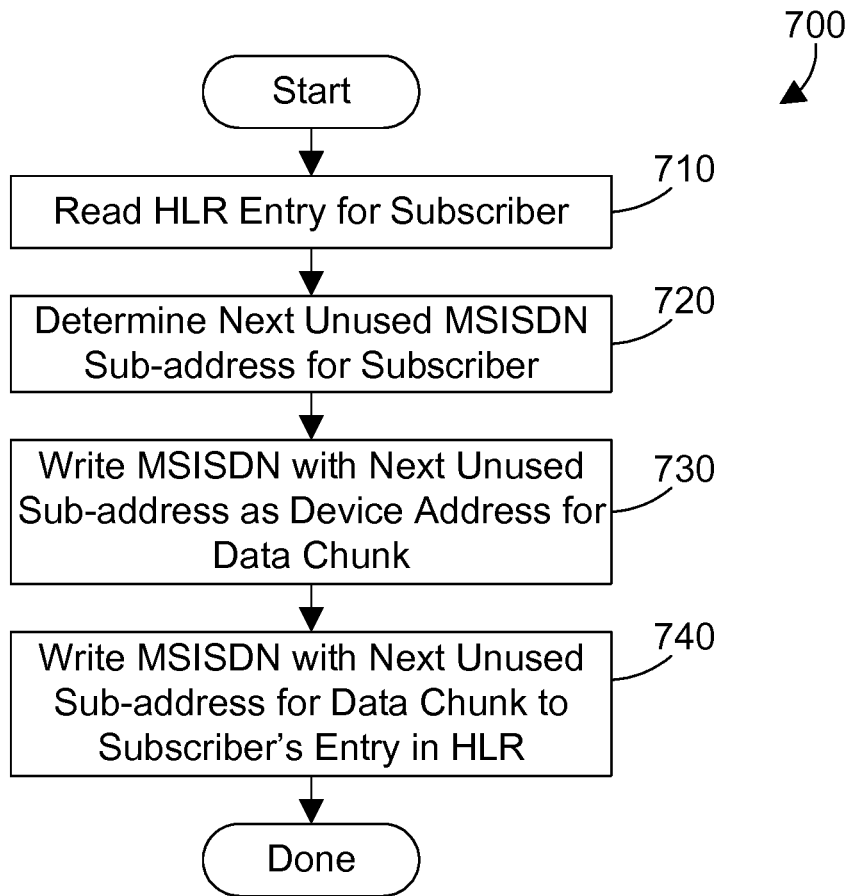 700
Start
710
Read HLR Entry for Subscriber
720
Determine Next Unused MSISDN
Sub-address for Subscriber
Write MSISDN with Next Unused
730
Sub-address as Device Address for
Data Chunk
740
Write MSISDN with Next Unused
Sub-address for Data Chunk to
Subscriber's Entry in HLR
Done